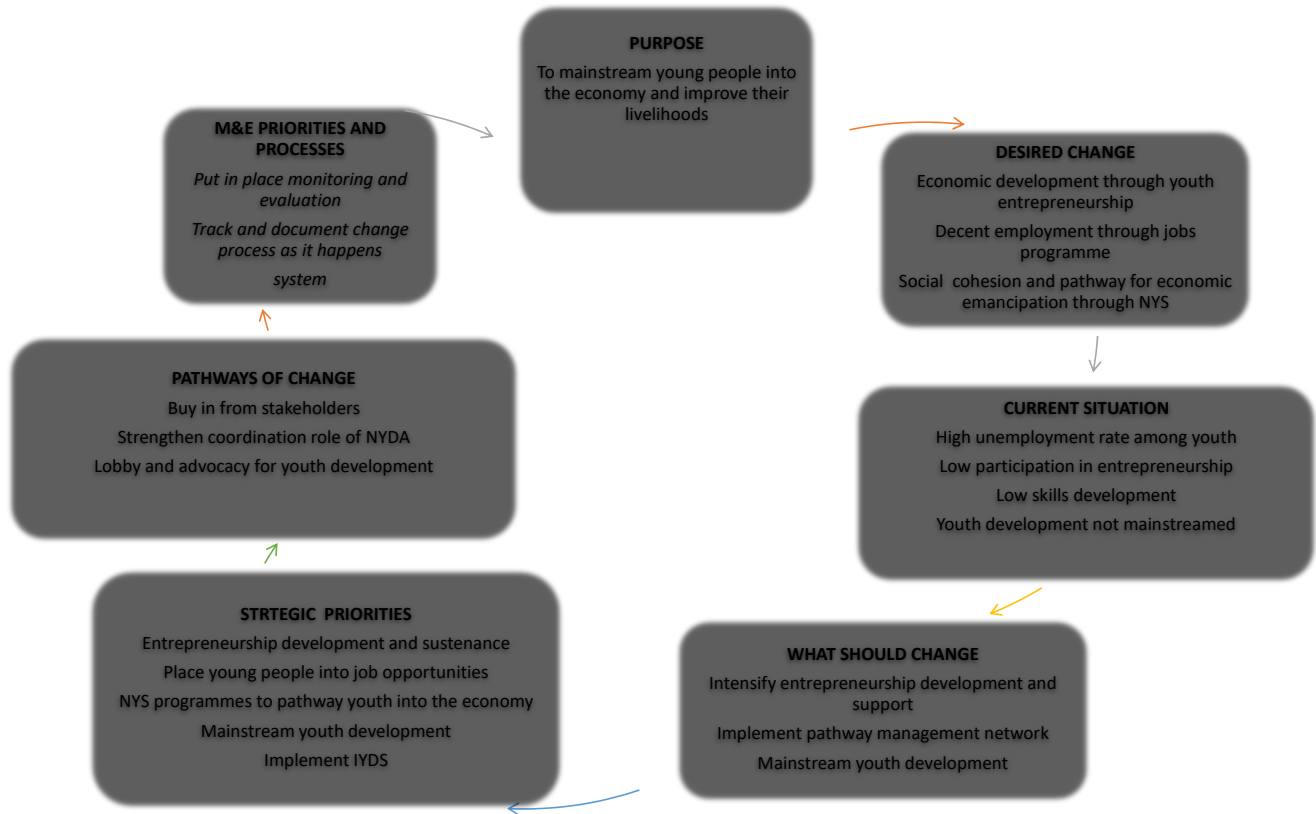 PURPOSE
To mainstream young people into
the economy and improve their
livelihoods
DESIRED CHANGE
Economic development through youth
entrepreneurship
Decent employment through jobs
programme
Social cohesion and pathway for economic
emancipation through NYS
CURRENT SITUATION
High unemployment rate among youth
Low participation in entrepreneurship
Low skills development
Youth development not mainstreamed
WHAT SHOULD CHANGE
Intensify entrepreneurship development and
support
Implement pathway management network
Mainstream youth development
STRTEGIC PRIORITIES
Entrepreneurship development and sustenance
Place young people into job opportunities
NYS programmes to pathway youth into the economy
Mainstream youth development
Implement IYDS
PATHWAYS OF CHANGE
Buy in from stakeholders
Strengthen coordination role of NYDA
Lobby and advocacy for youth development
M&E PRIORITIES AND
PROCESSES
Put in place monitoring and
evaluation
Track and document change
process as it happens
system